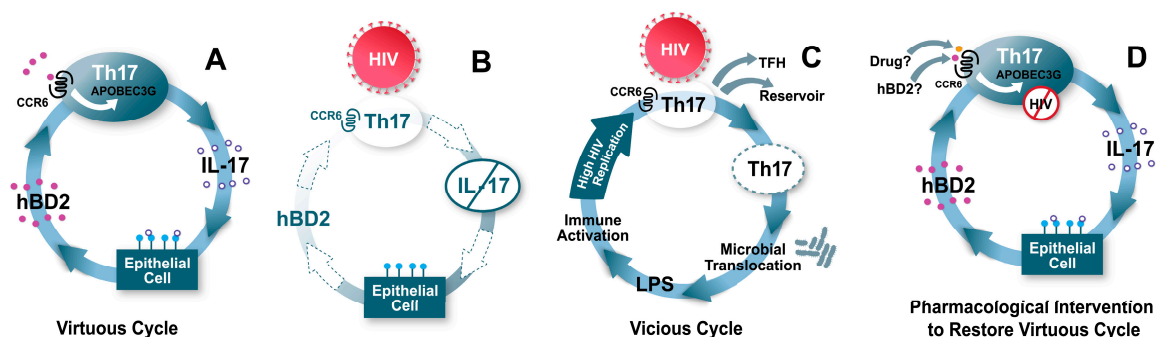 A
Th17
APOBEC3G
CCR6
IL-17
hBD2
Epithelial
Cell
Virtuous Cycle
B
HIV
CCR6
Th17
IL-17
hBD2
Epithelial
Cell
C
HIV
TFH
Reservoir
CCR6
Th17
High HIV
Replication
Th17
Immune
Activation
Microbial
Translocation
LPS
Vicious Cycle
D
Drug?
hBD2?
Th17
APOBEC3G
CCR6
HIV
IL-17
hBD2
Epithelial
Cell
Pharmacological Intervention
to Restore Virtuous Cycle